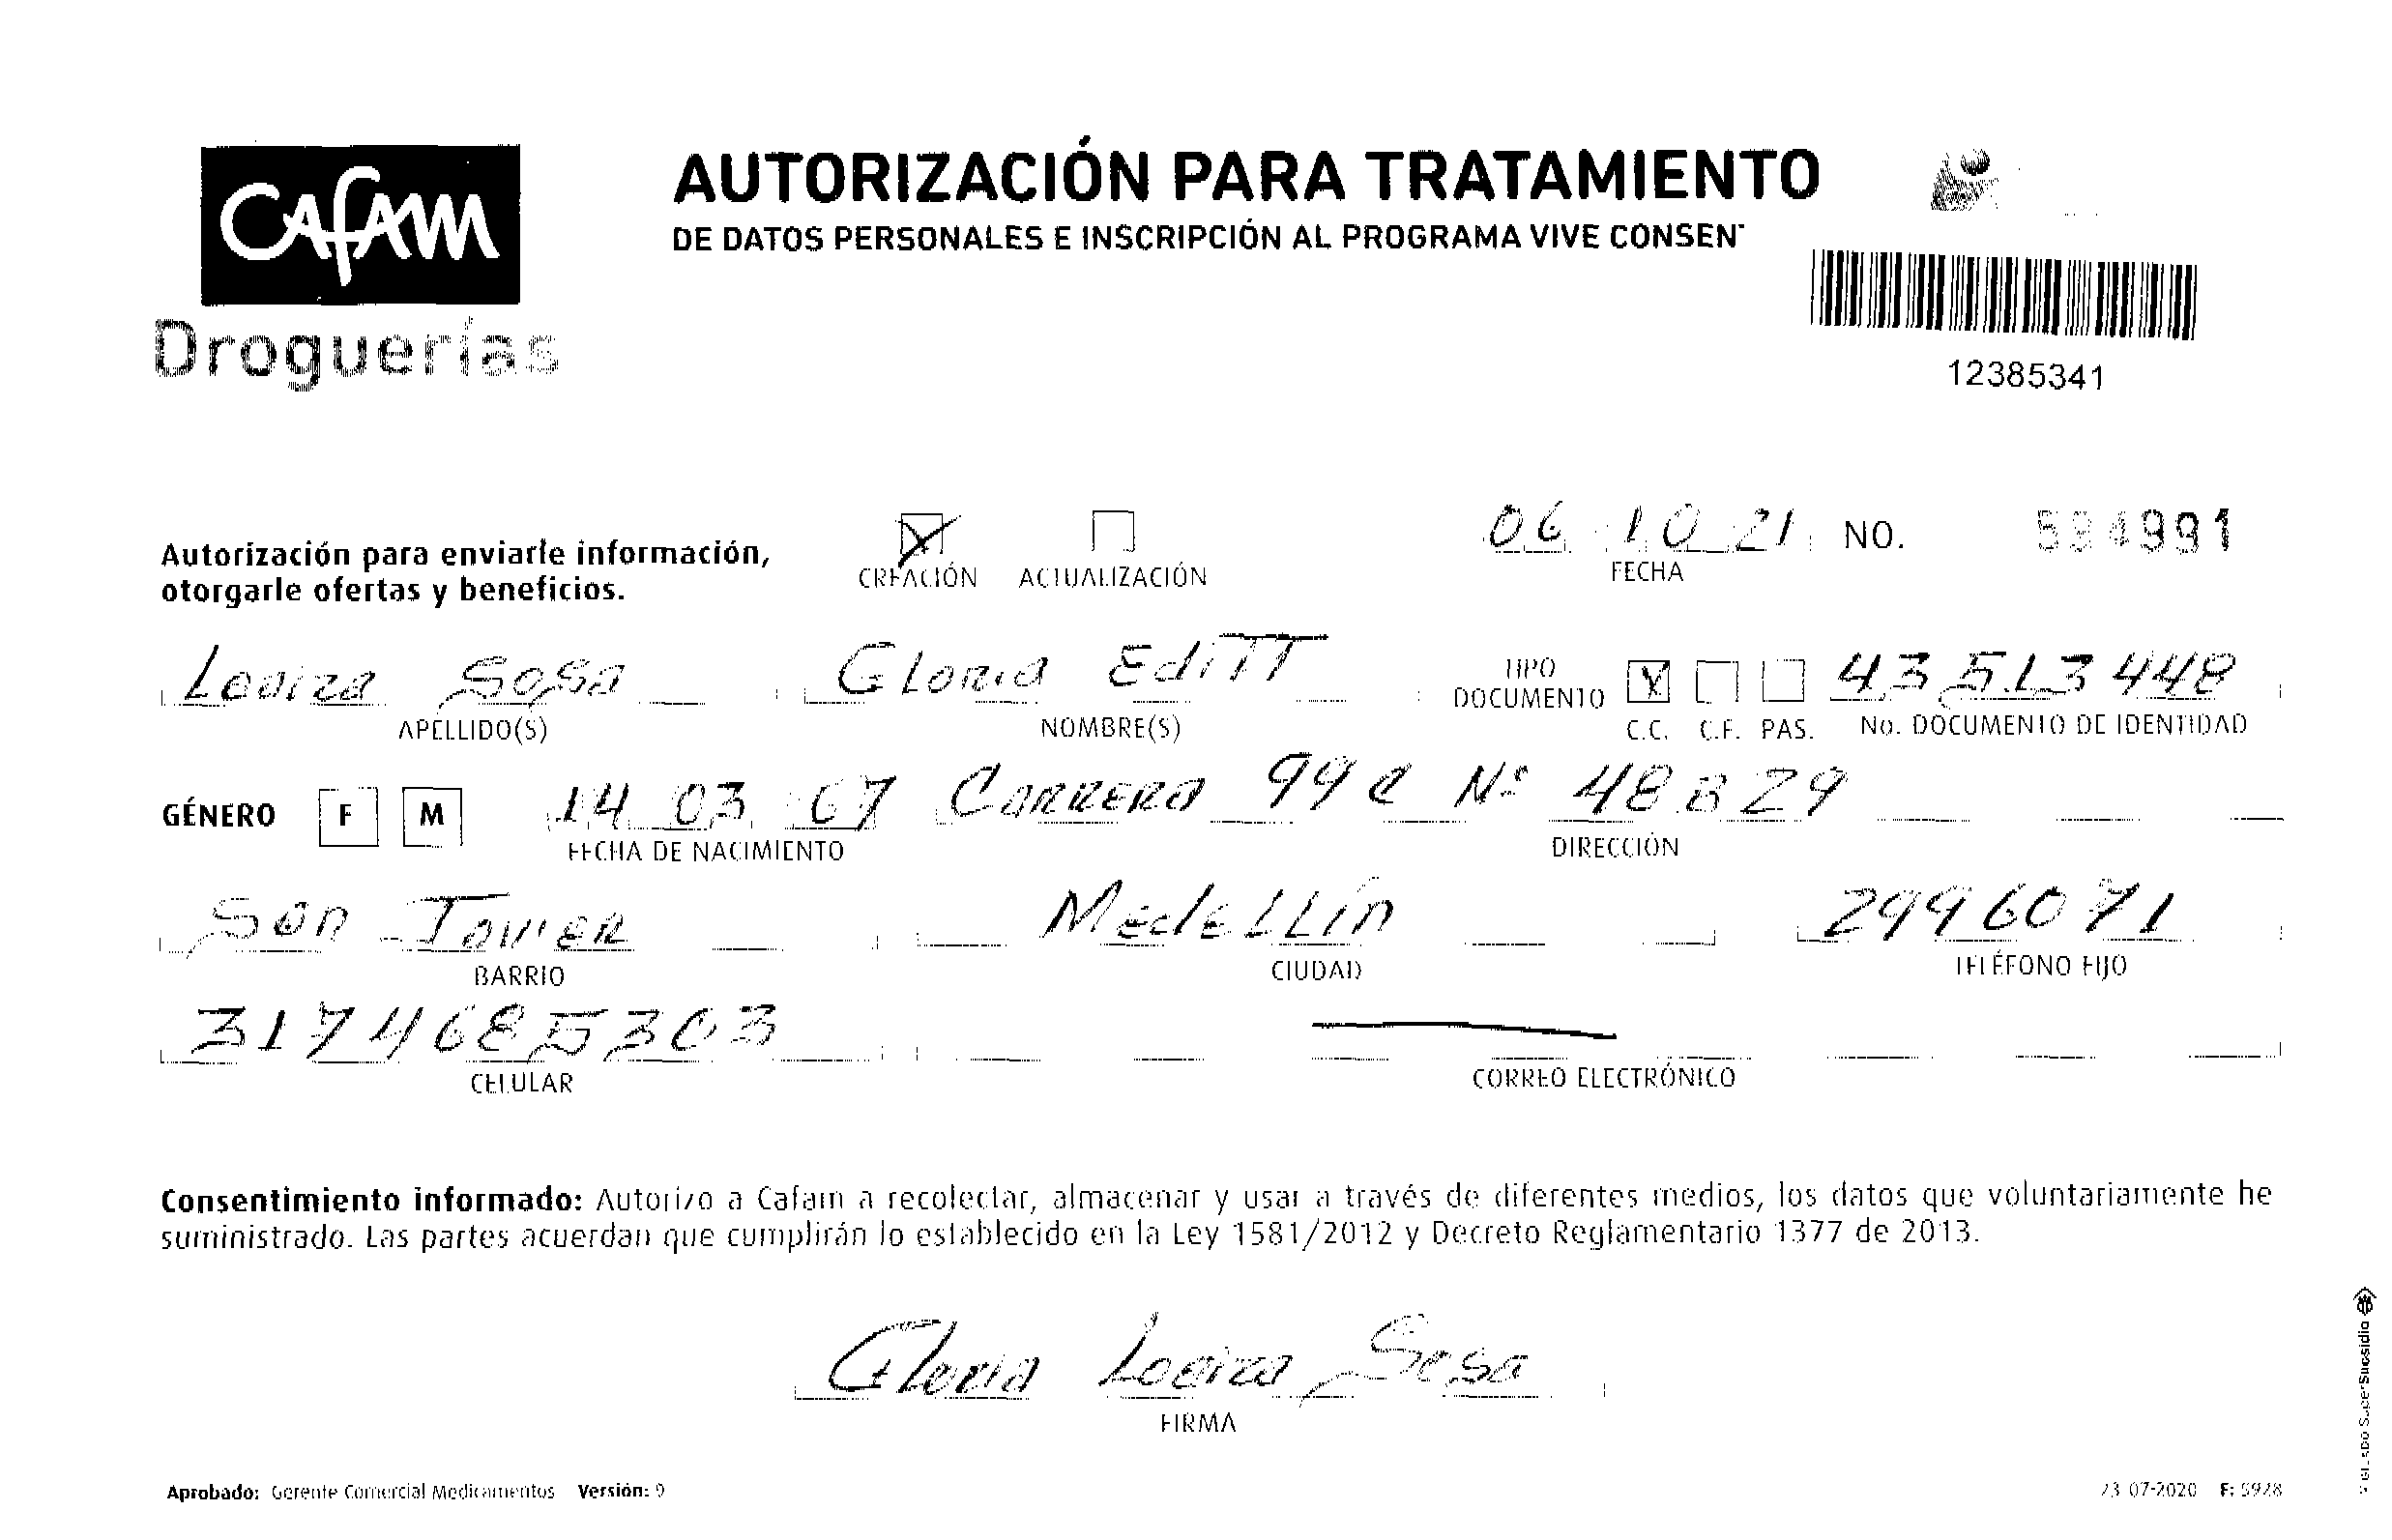 CAFAM
Droguerías
AUTORIZACIÓN PARA TRATAMIENTO
DE DATOS PERSONALES E INSCRIPCIÓN AL PROGRAMA VIVE CONSEN
12385341
Autorización para enviarle información,
otorgarle ofertas y beneficios.
X CREACIÓN ACTUALIZACIÓN
06 10 21 NO.
FECHA
Loaiza Sosa Gloria Editt TIPO DOCUMENTO X 43513448
APELLIDO(S) NOMBRE(S) C.C. C.E. PAS. No. DOCUMENTO DE IDENTIDAD
GÉNERO F M 14 03 67 Carrera 99 C Nº 48 B 29
FECHA DE NACIMIENTO DIRECCIÓN
San Javier Medellín 2996071
BARRIO CIUDAD TELÉFONO FIJO
3174685303
CELULAR CORREO ELECTRÓNICO
Consentimiento informado: Autorizo a Cafam a recolectar, almacenar y usar a través de diferentes medios, los datos que voluntariamente he
suministrado. Las partes acuerdan que cumplirán lo establecido en la Ley 1581/2012 y Decreto Reglamentario 1377 de 2013.
Gloria Loaiza Sosa
FIRMA
Aprobado: Gerente Comercial Medicamentos Versión: 9
23-07-2020 F: 5928